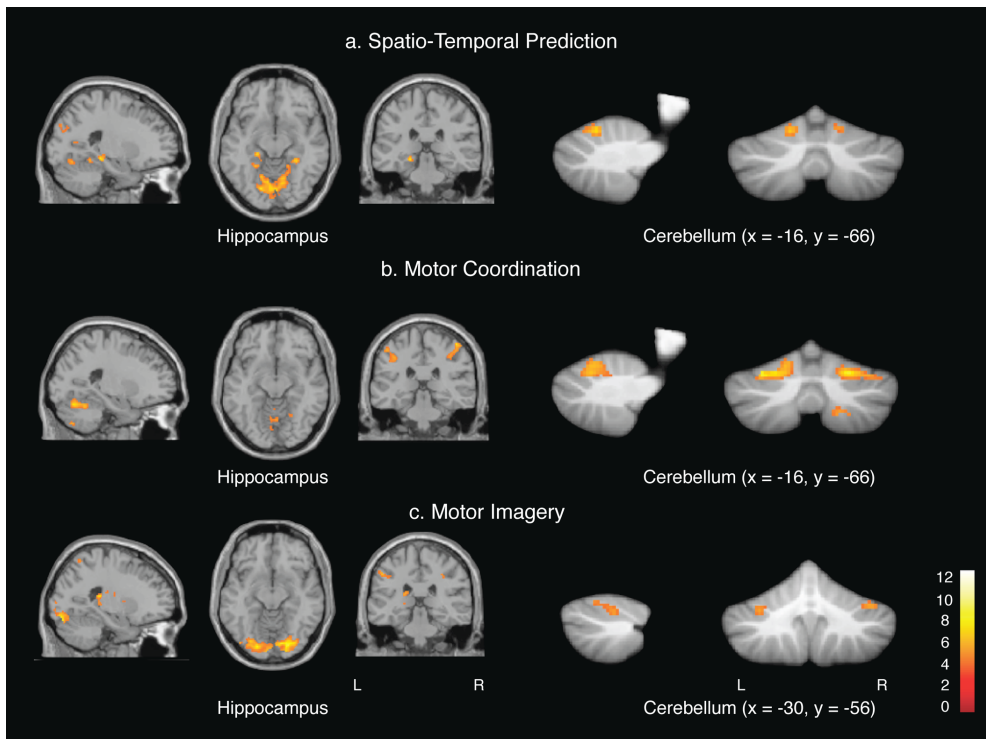 a. Spatio-Temporal Prediction
Hippocampus
Cerebellum (x = -16, y = -66)
b. Motor Coordination
Hippocampus
Cerebellum (x = -16, y = -66)
c. Motor Imagery
12
10
8
6
4
2
0
L R
L R
Hippocampus
Cerebellum (x = -30, y = -56)